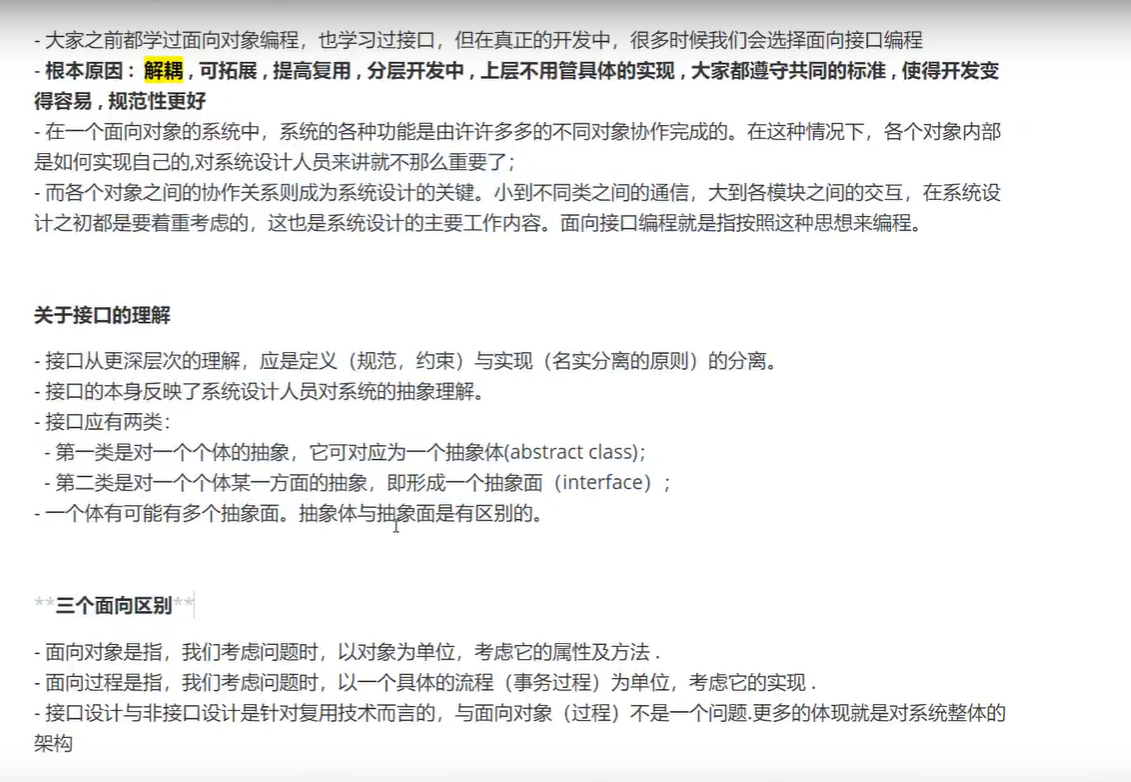 - 大家之前都学过面向对象编程，也学习过接口，但在真正的开发中，很多时候我们会选择面向接口编程
- 根本原因 : 解耦 , 可拓展 , 提高复用 , 分层开发中 , 上层不用管具体的实现 , 大家都遵守共同的标准 , 使得开发变
得容易 , 规范性更好
- 在一个面向对象的系统中，系统的各种功能是由许许多多的不同对象协作完成的。在这种情况下，各个对象内部
是如何实现自己的,对系统设计人员来讲就不那么重要了；
- 而各个对象之间的协作关系则成为系统设计的关键。小到不同类之间的通信，大到各模块之间的交互，在系统设
计之初都是要着重考虑的，这也是系统设计的主要工作内容。面向接口编程就是指按照这种思想来编程。
关于接口的理解
- 接口从更深层次的理解，应是定义（规范，约束）与实现（名实分离的原则）的分离。
- 接口的本身反映了系统设计人员对系统的抽象理解。
- 接口应有两类：
- 第一类是对一个个体的抽象，它可对应为一个抽象体(abstract class)；
- 第二类是对一个个体某一方面的抽象，即形成一个抽象面（interface）；
- 一个体有可能有多个抽象面。抽象体与抽象面是有区别的。
**三个面向区别**
- 面向对象是指，我们考虑问题时，以对象为单位，考虑它的属性及方法 .
- 面向过程是指，我们考虑问题时，以一个具体的流程（事务过程）为单位，考虑它的实现 .
- 接口设计与非接口设计是针对复用技术而言的，与面向对象（过程）不是一个问题.更多的体现就是对系统整体的
架构